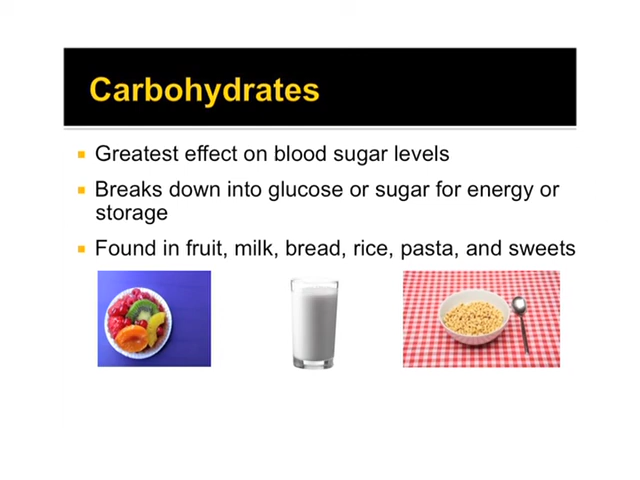 Carbohydrates
Greatest effect on blood sugar levels
Breaks down into glucose or sugar for energy or
storage
Found in fruit, milk, bread, rice, pasta, and sweets